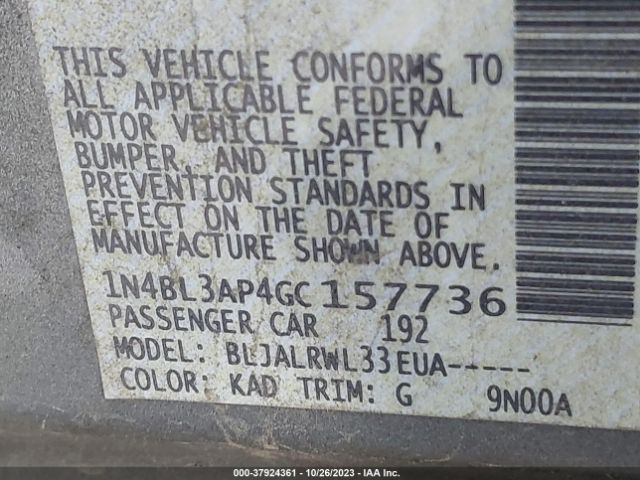 THIS VEHICLE CONFORMS TO
ALL APPLICABLE FEDERAL
MOTOR VEHICLE SAFETY,
BUMPER, AND THEFT
PREVENTION STANDARDS IN
EFFECT ON THE DATE OF
MANUFACTURE SHOWN ABOVE.
1N4BL3AP4GC157736
PASSENGER CAR 192
MODEL: BLJALRWL33EUA-----
COLOR: KAD TRIM: G 9N00A
000-37924361 | 10/26/2023 | IAA Inc.